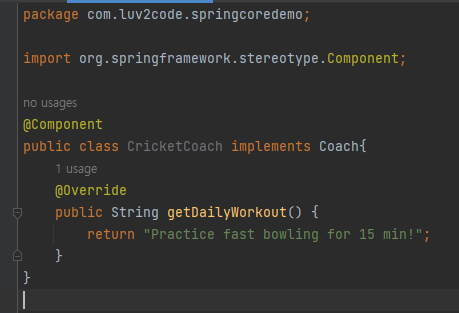 package com.luv2code.springcoredemo;
import org.springframework.stereotype.Component;
no usages
@Component
public class CricketCoach implements Coach{
1 usage
@Override
public String getDailyWorkout() {
return "Practice fast bowling for 15 min!";
}
}